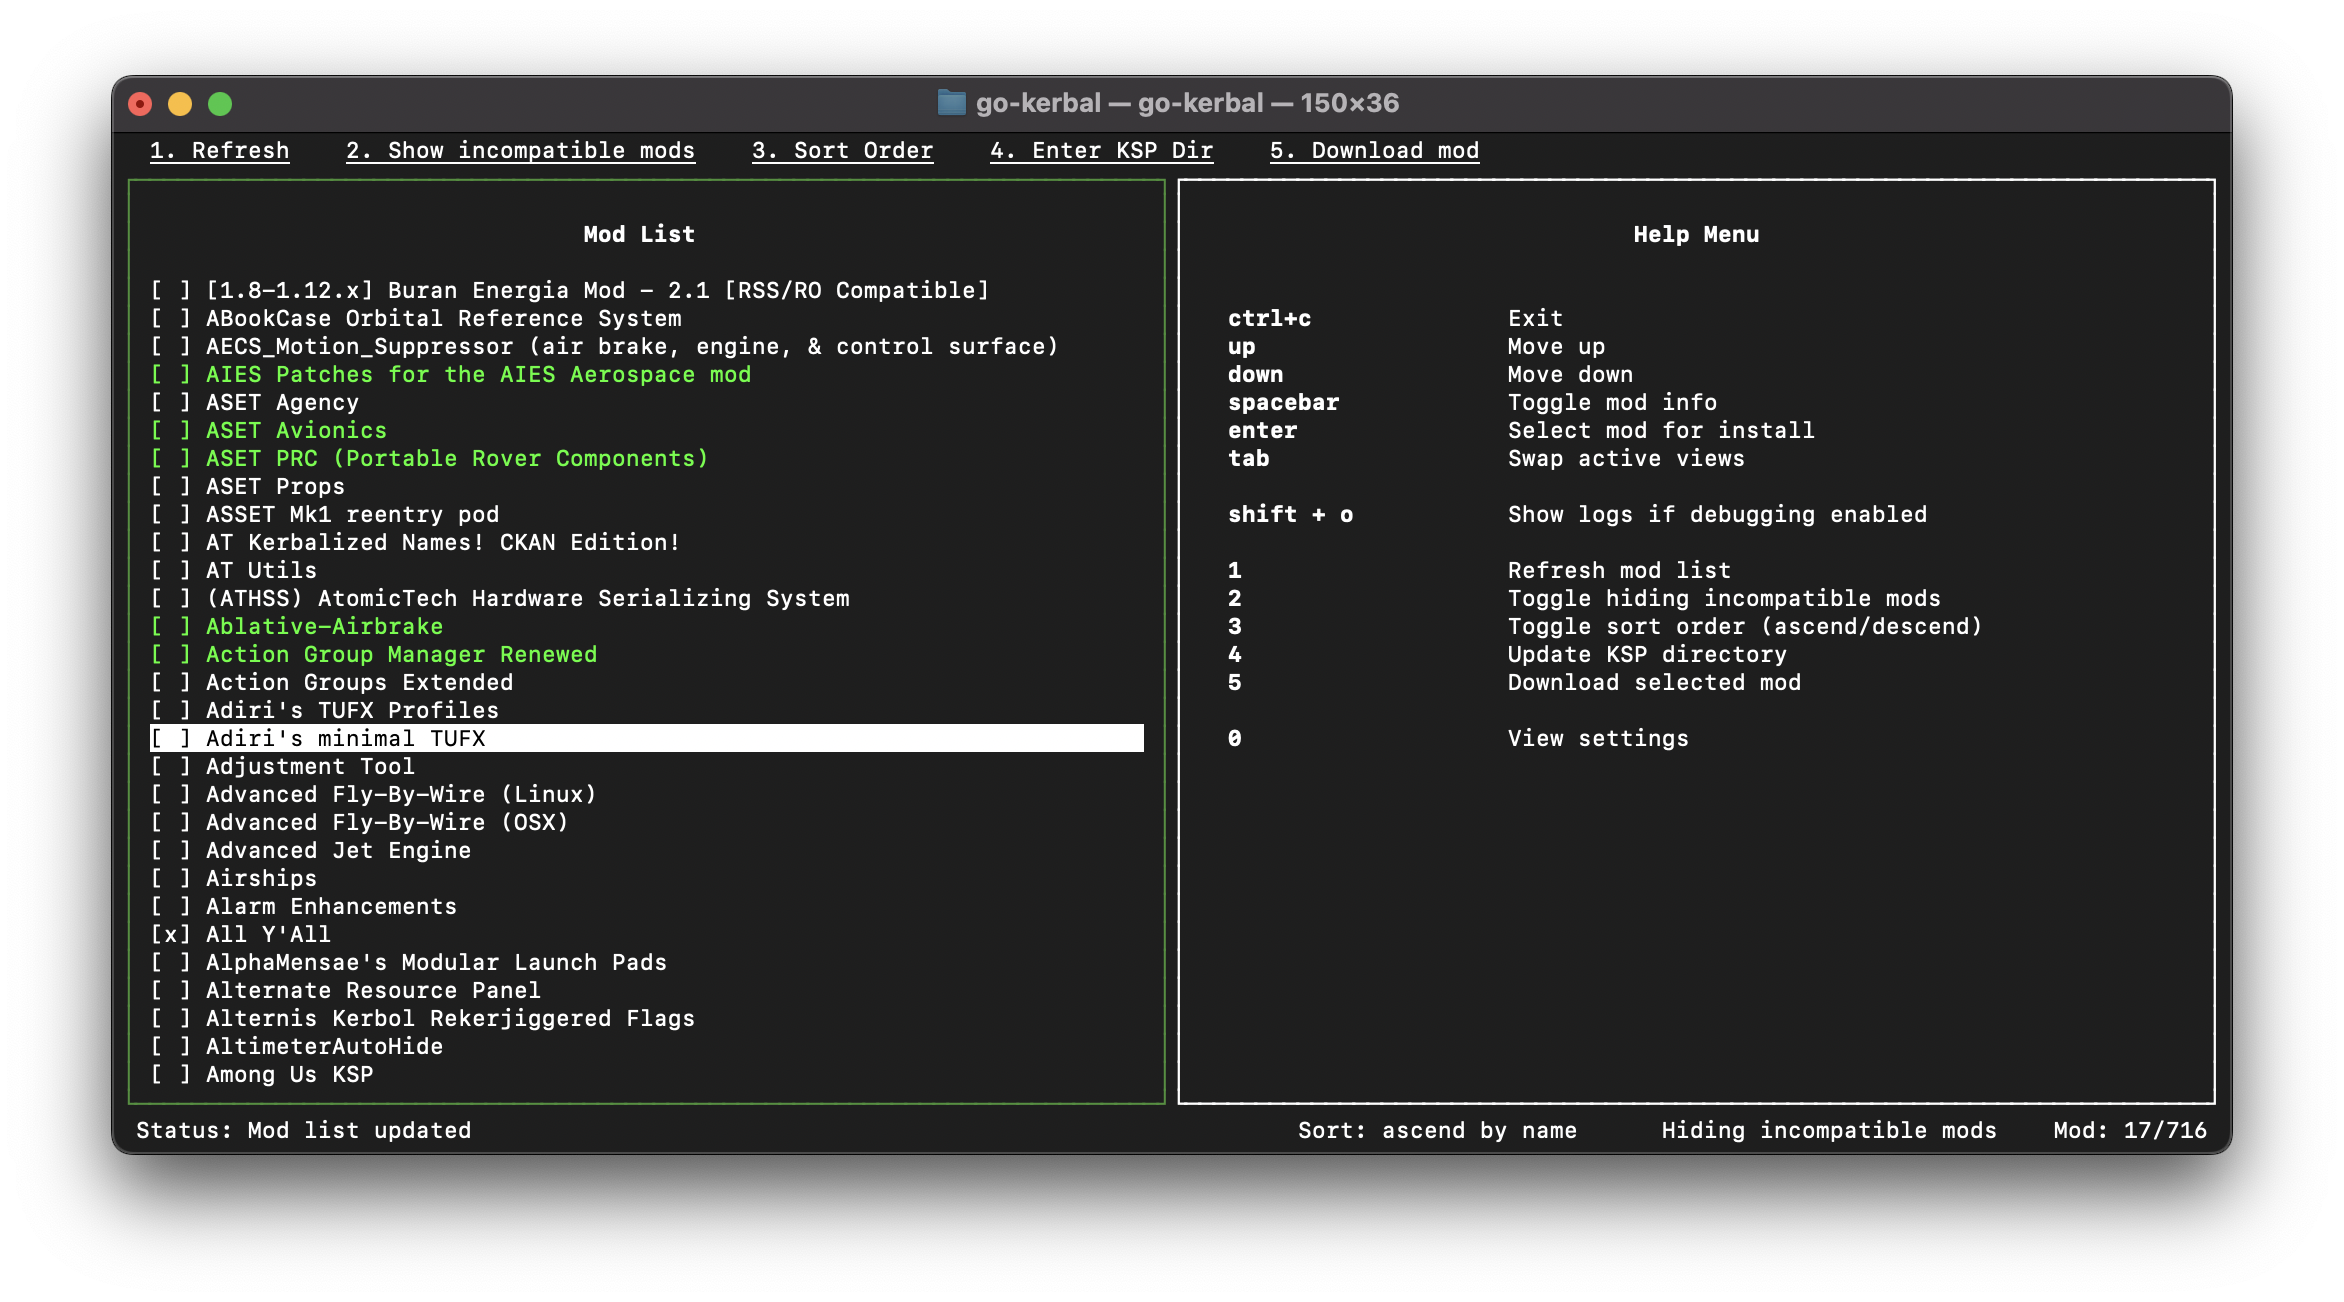 go-kerbal — go-kerbal — 150×36
1. Refresh 2. Show incompatible mods 3. Sort Order 4. Enter KSP Dir 5. Download mod
Mod List
[ ] [1.8-1.12.x] Buran Energia Mod - 2.1 [RSS/RO Compatible]
[ ] ABookCase Orbital Reference System
[ ] AECS_Motion_Suppressor (air brake, engine, & control surface)
[ ] AIES Patches for the AIES Aerospace mod
[ ] ASET Agency
[ ] ASET Avionics
[ ] ASET PRC (Portable Rover Components)
[ ] ASET Props
[ ] ASSET Mk1 reentry pod
[ ] AT Kerbalized Names! CKAN Edition!
[ ] AT Utils
[ ] (ATHSS) AtomicTech Hardware Serializing System
[ ] Ablative-Airbrake
[ ] Action Group Manager Renewed
[ ] Action Groups Extended
[ ] Adiri's TUFX Profiles
[ ] Adiri's minimal TUFX
[ ] Adjustment Tool
[ ] Advanced Fly-By-Wire (Linux)
[ ] Advanced Fly-By-Wire (OSX)
[ ] Advanced Jet Engine
[ ] Airships
[ ] Alarm Enhancements
[x] All Y'All
[ ] AlphaMensae's Modular Launch Pads
[ ] Alternate Resource Panel
[ ] Alternis Kerbol Rekerjiggered Flags
[ ] AltimeterAutoHide
[ ] Among Us KSP
Help Menu
ctrl+c Exit
up Move up
down Move down
spacebar Toggle mod info
enter Select mod for install
tab Swap active views
shift + o Show logs if debugging enabled
1 Refresh mod list
2 Toggle hiding incompatible mods
3 Toggle sort order (ascend/descend)
4 Update KSP directory
5 Download selected mod
0 View settings
Status: Mod list updated Sort: ascend by name Hiding incompatible mods Mod: 17/716